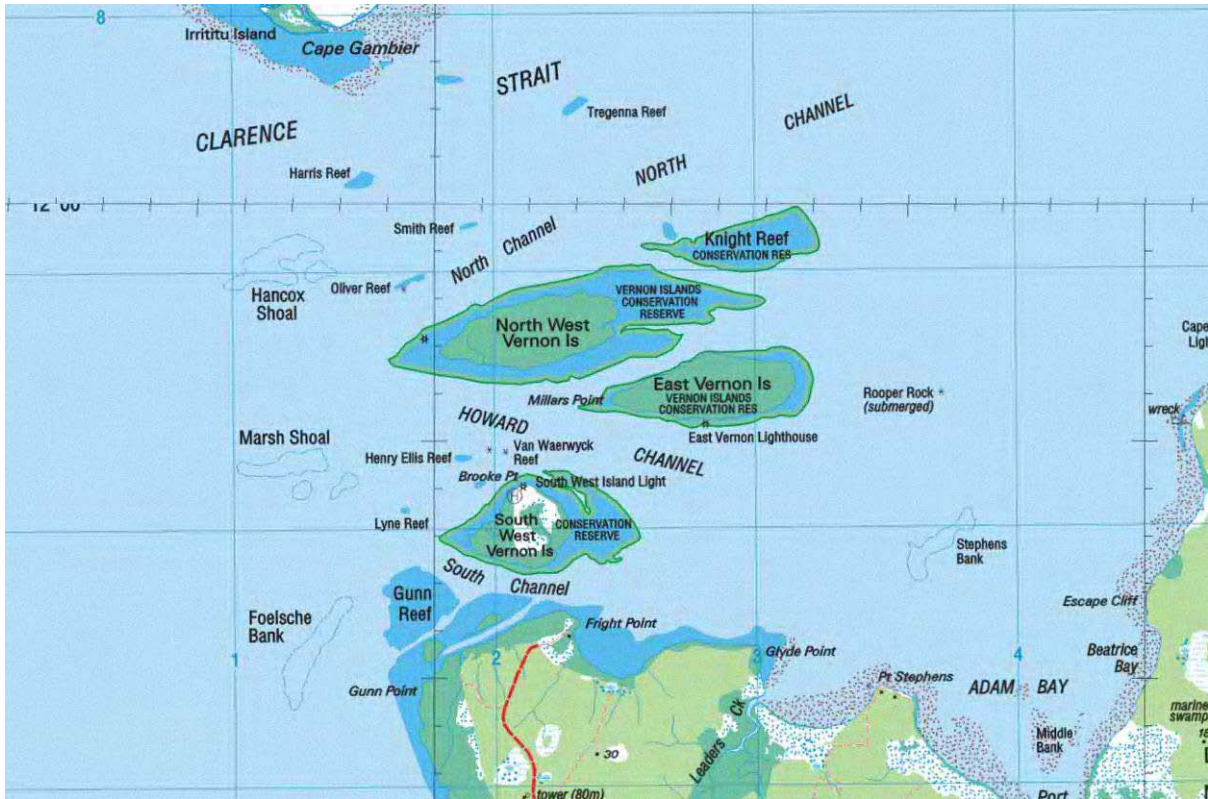 8
Irrititu Island
Cape Gambier
STRAIT
Tregenna Reef
CHANNEL
CLARENCE
NORTH
Harris Reef
12°00'
Smith Reef
North Channel
Knight Reef
CONSERVATION RES
Hancox
Shoal
Oliver Reef
VERNON ISLANDS
CONSERVATION
RESERVE
North West
Vernon Is
Cape
Ligh
East Vernon Is
VERNON ISLANDS
CONSERVATION RES
Millars Point
Rooper Rock
(submerged)
wreck
HOWARD
East Vernon Lighthouse
Marsh Shoal
Van Waerwyck
Reef
Henry Ellis Reef
CHANNEL
Brooke Pt
South West Island Light
H
Lyne Reef
South
West
Vernon Is
CONSERVATION
RESERVE
Stephens
Bank
South Channel
Gunn
Reef
Foelsche
Bank
Fright Point
Escape Cliff
1
2
3
4
Glyde Point
Beatrice
Bay
Gunn Point
Pt Stephens
ADAM BAY
marine
swamp
18
Leaders Ck
Middle
Bank
30
tower (80m)
Port